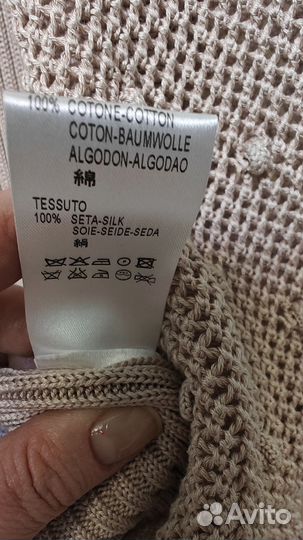 100% COTONE-COTTON
COTON-BAUMWOLLE
ALGODON-ALGODAO
綿
TESSUTO
100% SETA-SILK
SOIE-SEIDE-SEDA
絹
Avito